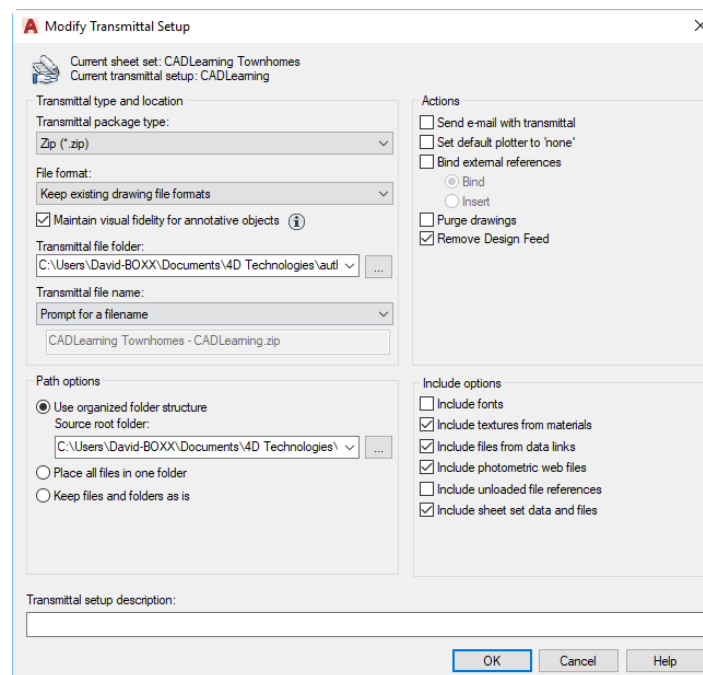 Modify Transmittal Setup
Current sheet set: CADLearning Townhomes
Current transmittal setup: CADLearning
Transmittal type and location
Transmittal package type:
Zip (*.zip)
File format:
Keep existing drawing file formats
Maintain visual fidelity for annotative objects
Transmittal file folder:
C:\Users\David-BOXX\Documents\4D Technologies\autl
...
Transmittal file name:
Prompt for a filename
CADLearning Townhomes - CADLearning.zip
Path options
Use organized folder structure
Source root folder:
C:\Users\David-BOXX\Documents\4D Technologies\
...
Place all files in one folder
Keep files and folders as is
Actions
Send e-mail with transmittal
Set default plotter to 'none'
Bind external references
Bind
Insert
Purge drawings
Remove Design Feed
Include options
Include fonts
Include textures from materials
Include files from data links
Include photometric web files
Include unloaded file references
Include sheet set data and files
Transmittal setup description:
OK
Cancel
Help